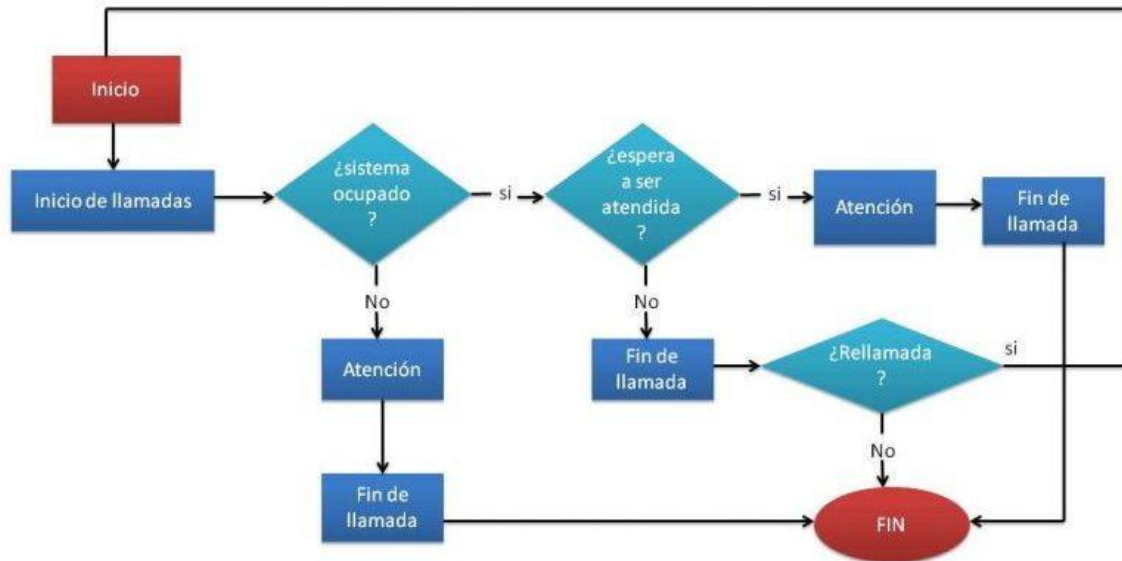 Inicio
Inicio de llamadas
¿sistema
ocupado
?
si
¿espera
a ser
atendida
?
si
Atención
Fin de
llamada
No
Atención
Fin de
llamada
No
Fin de
llamada
¿Rellamada
?
si
No
FIN